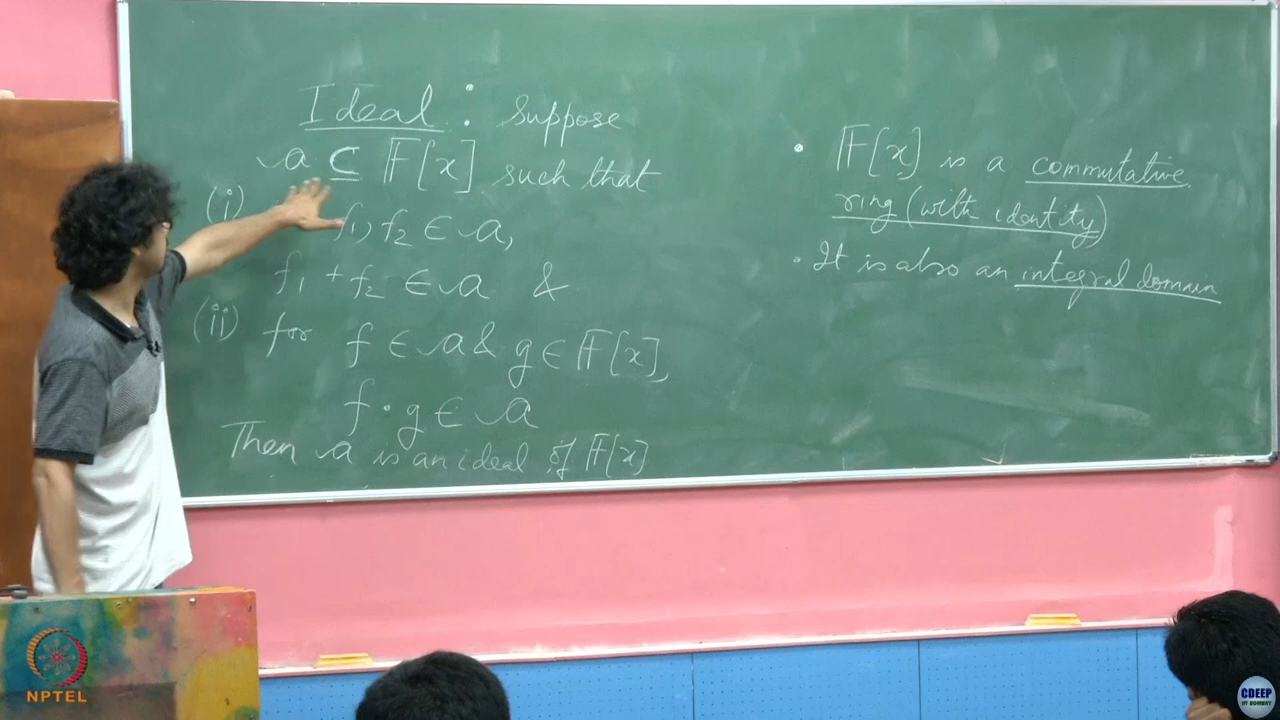 Ideal : Suppose
a ⊆ 𝔽[x] such that
(i) f₁, f₂ ∈ a,
f₁ + f₂ ∈ a &
(ii) for f ∈ a & g ∈ 𝔽[x],
f · g ∈ a
Then a is an ideal of 𝔽[x]
• 𝔽[x] is a commutative
ring (with identity)
• It is also an integral domain
NPTEL
CDEEP
IIT BOMBAY